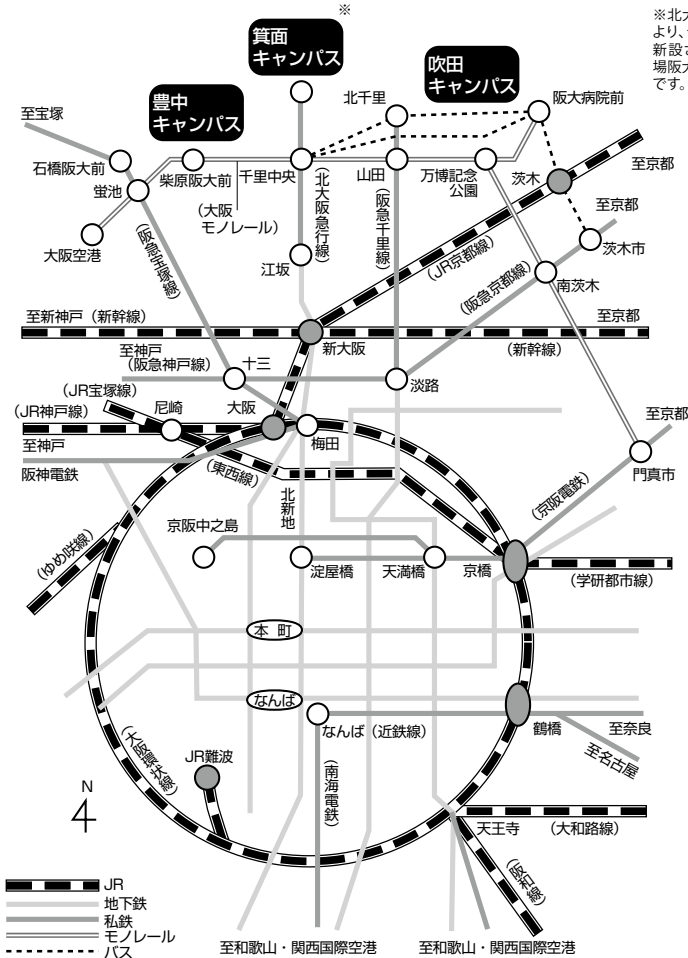 ※
箕面
キャンパス
※北大
より、
新設さ
場阪大
です。
豊中
キャンパス
吹田
キャンパス
北千里
阪大病院前
至宝塚
石橋阪大前
蛍池
柴原阪大前
千里中央
山田
万博記念
公園
茨木
至京都
至京都
茨木市
大阪空港
(大阪
モノレール)
(北大阪急行線)
(阪急千里線)
(阪急宝塚線)
江坂
(JR京都線)
(阪急京都線)
南茨木
至新神戸(新幹線)
至京都
新大阪
(新幹線)
至神戸
(阪急神戸線)
十三
淡路
(JR宝塚線)
尼崎
大阪
(JR神戸線)
梅田
至京都
至神戸
阪神電鉄
(東西線)
北新地
門真市
(京阪電鉄)
京阪中之島
(ゆめ咲線)
淀屋橋
天満橋
京橋
(学研都市線)
本町
なんば
なんば(近鉄線)
鶴橋
至奈良
至名古屋
(大阪環状線)
JR難波
(南海電鉄)
N
天王寺
(大和路線)
(阪和線)
JR
地下鉄
私鉄
モノレール
バス
至和歌山・関西国際空港
至和歌山・関西国際空港